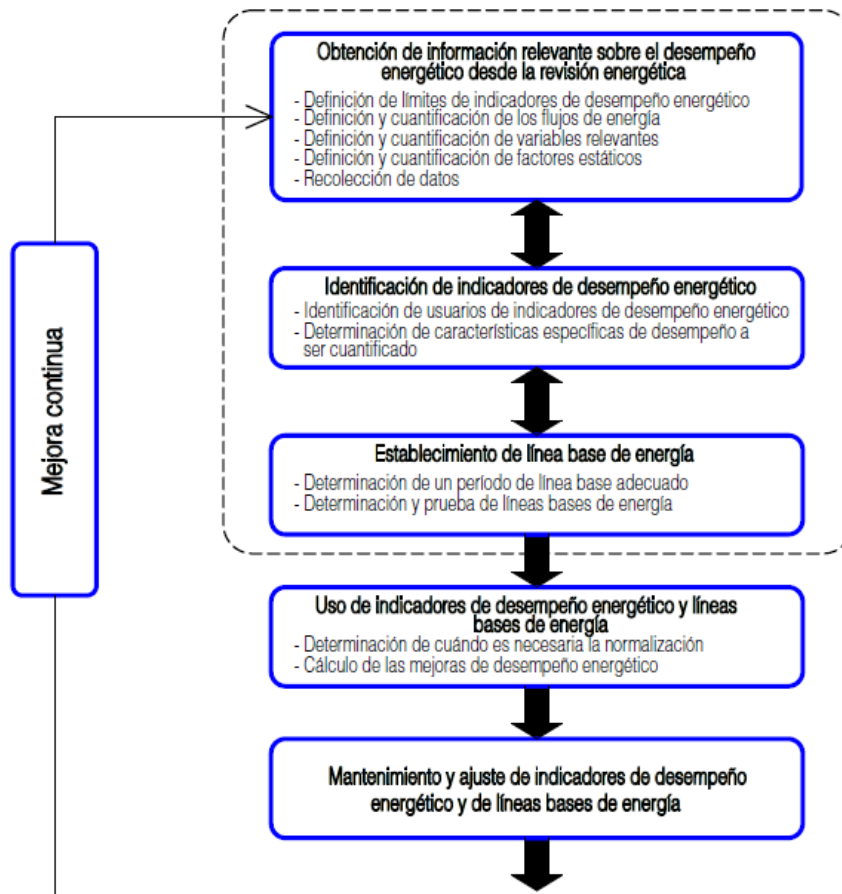 Obtención de información relevante sobre el desempeño
energético desde la revisión energética
- Definición de límites de indicadores de desempeño energético
- Definición y cuantificación de los flujos de energía
- Definición y cuantificación de variables relevantes
- Definición y cuantificación de factores estáticos
- Recolección de datos
Mejora continua
Identificación de indicadores de desempeño energético
- Identificación de usuarios de indicadores de desempeño energético
- Determinación de características específicas de desempeño a
ser cuantificado
Establecimiento de línea base de energía
- Determinación de un período de línea base adecuado
- Determinación y prueba de líneas bases de energía
Uso de indicadores de desempeño energético y líneas
bases de energía
- Determinación de cuándo es necesaria la normalización
- Cálculo de las mejoras de desempeño energético
Mantenimiento y ajuste de indicadores de desempeño
energético y de líneas bases de energía